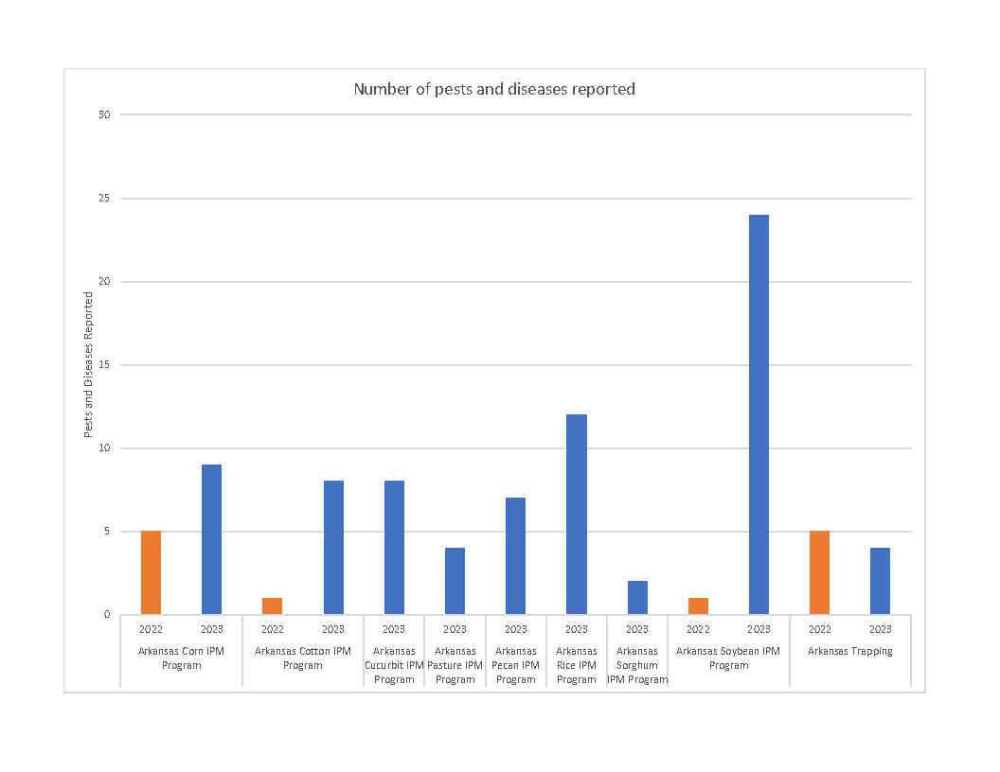 Number of pests and diseases reported
30
25
20
15
10
5
0
Pests and Diseases Reported
2022 2023 2022 2023 2023 2023 2023 2023 2023 2022 2023 2022 2023
Arkansas Corn IPM Program
Arkansas Cotton IPM Program
Arkansas Cucurbit IPM Program
Arkansas Pasture IPM Program
Arkansas Pecan IPM Program
Arkansas Rice IPM Program
Arkansas Sorghum IPM Program
Arkansas Soybean IPM Program
Arkansas Trapping